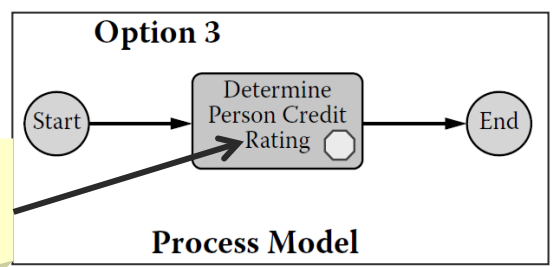 Option 3
Start
Determine
Person Credit
Rating
End
Process Model